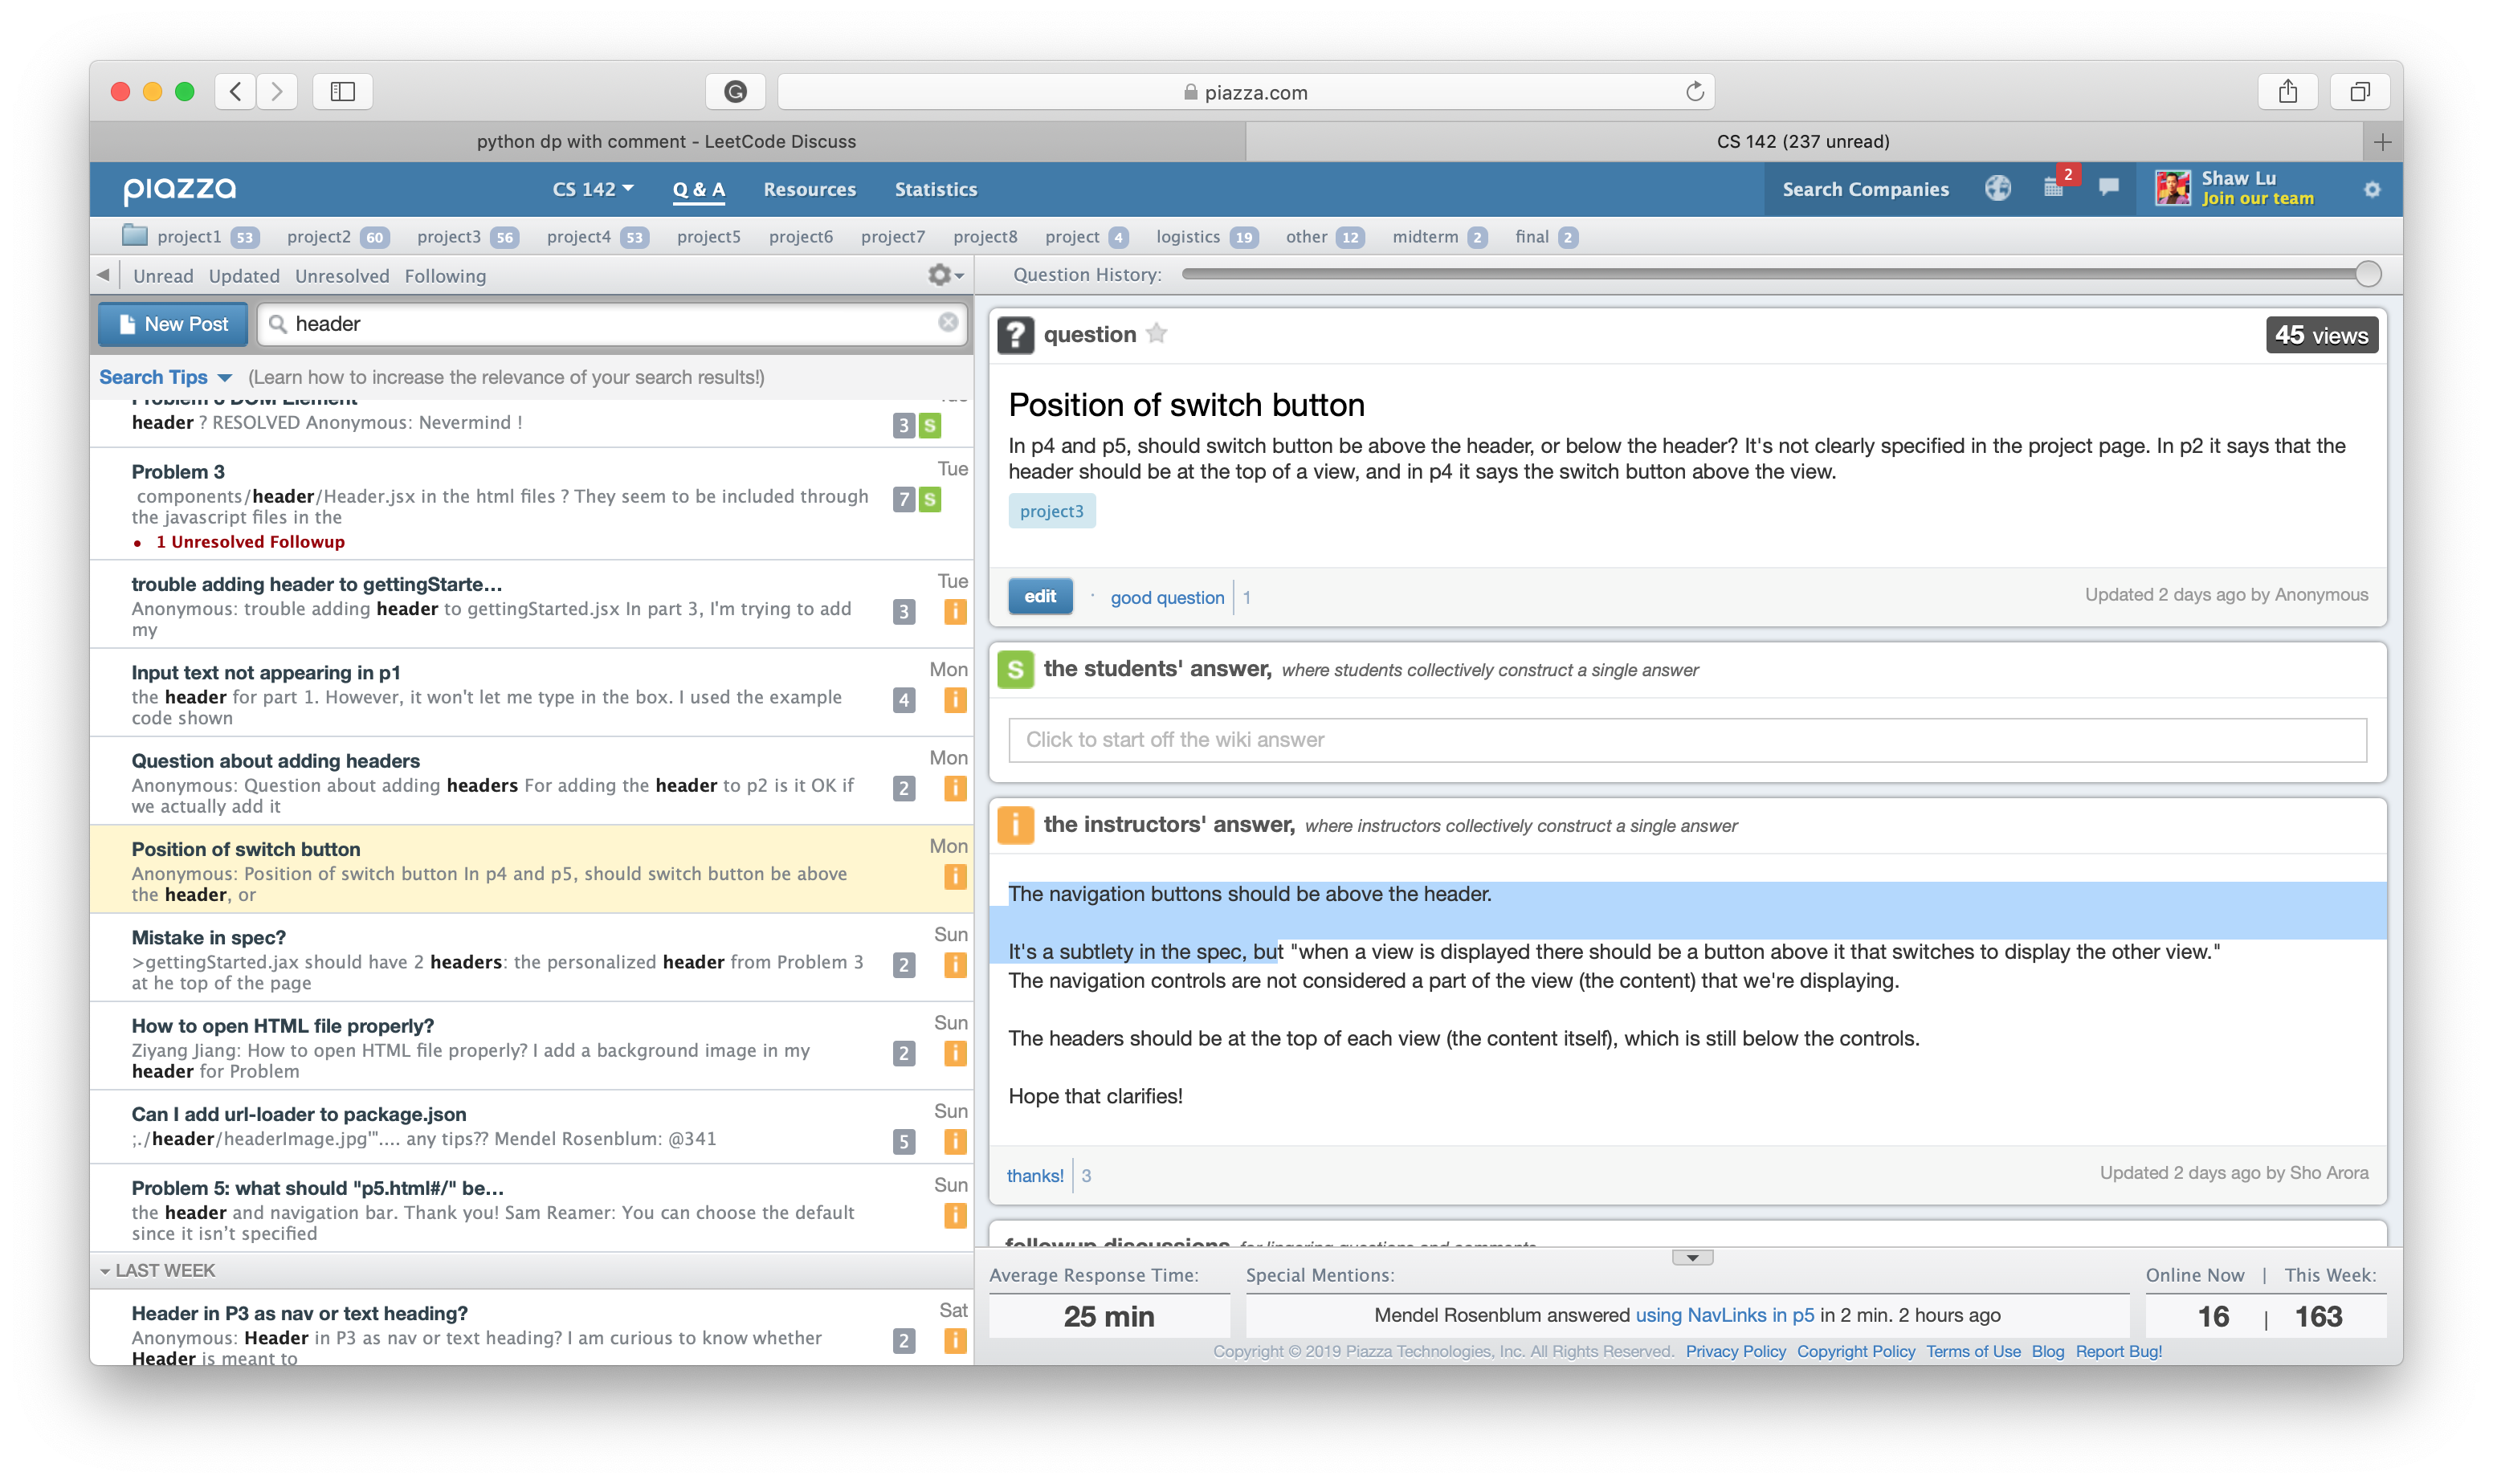 piazza.com
python dp with comment - LeetCode Discuss
CS 142 (237 unread)
piazza
CS 142
Q & A
Resources
Statistics
Search Companies
2
Shaw Lu
Join our team
project1 53 project2 60 project3 56 project4 53 project5 project6 project7 project8 project 4 logistics 19 other 12 midterm 2 final 2
Unread Updated Unresolved Following
Question History:
New Post
header
Search Tips (Learn how to increase the relevance of your search results!)
Problem 3 DOM Element
header ? RESOLVED Anonymous: Nevermind !
3 S
Problem 3
Tue
components/header/Header.jsx in the html files ? They seem to be included through
the javascript files in the
7 S
• 1 Unresolved Followup
trouble adding header to gettingStarte...
Tue
Anonymous: trouble adding header to gettingStarted.jsx In part 3, I'm trying to add
my
3 i
Input text not appearing in p1
Mon
the header for part 1. However, it won't let me type in the box. I used the example
code shown
4 i
Question about adding headers
Mon
Anonymous: Question about adding headers For adding the header to p2 is it OK if
we actually add it
2 i
Position of switch button
Mon
Anonymous: Position of switch button In p4 and p5, should switch button be above
the header, or
i
Mistake in spec?
Sun
>gettingStarted.jax should have 2 headers: the personalized header from Problem 3
at he top of the page
2 i
How to open HTML file properly?
Sun
Ziyang Jiang: How to open HTML file properly? I add a background image in my
header for Problem
2 i
Can I add url-loader to package.json
Sun
;./header/headerImage.jpg'".... any tips?? Mendel Rosenblum: @341
5 i
Problem 5: what should "p5.html#/" be...
Sun
the header and navigation bar. Thank you! Sam Reamer: You can choose the default
since it isn't specified
i
LAST WEEK
Header in P3 as nav or text heading?
Sat
Anonymous: Header in P3 as nav or text heading? I am curious to know whether
Header is meant to
2 i
? question
45 views
Position of switch button
In p4 and p5, should switch button be above the header, or below the header? It's not clearly specified in the project page. In p2 it says that the
header should be at the top of a view, and in p4 it says the switch button above the view.
project3
edit · good question 1
Updated 2 days ago by Anonymous
S the students' answer, where students collectively construct a single answer
Click to start off the wiki answer
i the instructors' answer, where instructors collectively construct a single answer
The navigation buttons should be above the header.
It's a subtlety in the spec, but "when a view is displayed there should be a button above it that switches to display the other view."
The navigation controls are not considered a part of the view (the content) that we're displaying.
The headers should be at the top of each view (the content itself), which is still below the controls.
Hope that clarifies!
thanks! 3
Updated 2 days ago by Sho Arora
followup discussions for lingering questions and comments
Average Response Time:
25 min
Special Mentions:
Mendel Rosenblum answered using NavLinks in p5 in 2 min. 2 hours ago
Online Now | This Week:
16 | 163
Copyright © 2019 Piazza Technologies, Inc. All Rights Reserved. Privacy Policy Copyright Policy Terms of Use Blog Report Bug!